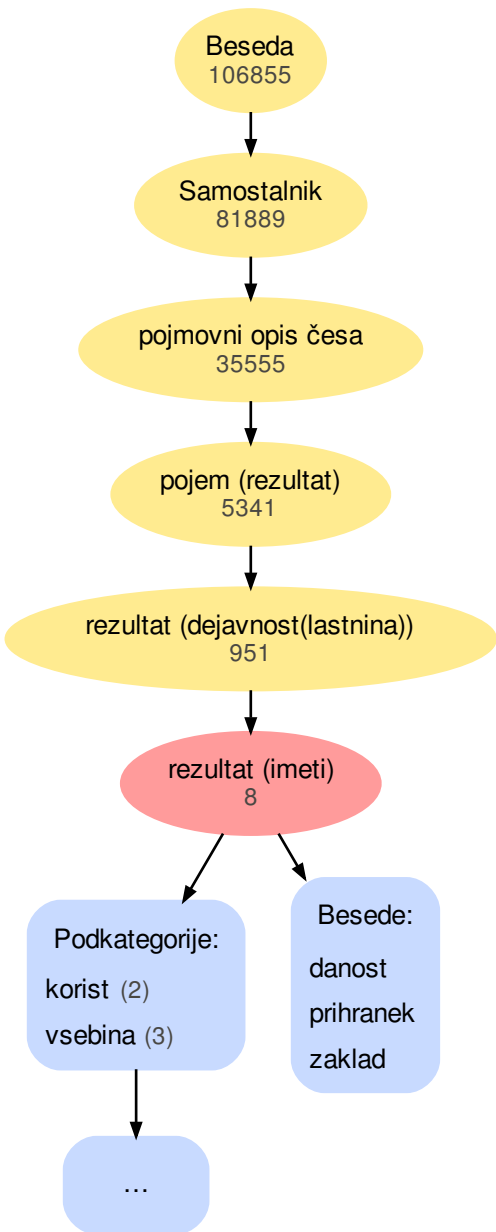 Beseda
106855
Samostalnik
81889
pojmovni opis česa
35555
pojem (rezultat)
5341
rezultat (dejavnost(lastnina))
951
rezultat (imeti)
8
Podkategorije:
korist (2)
vsebina (3)
Besede:
danost
prihranek
zaklad
...